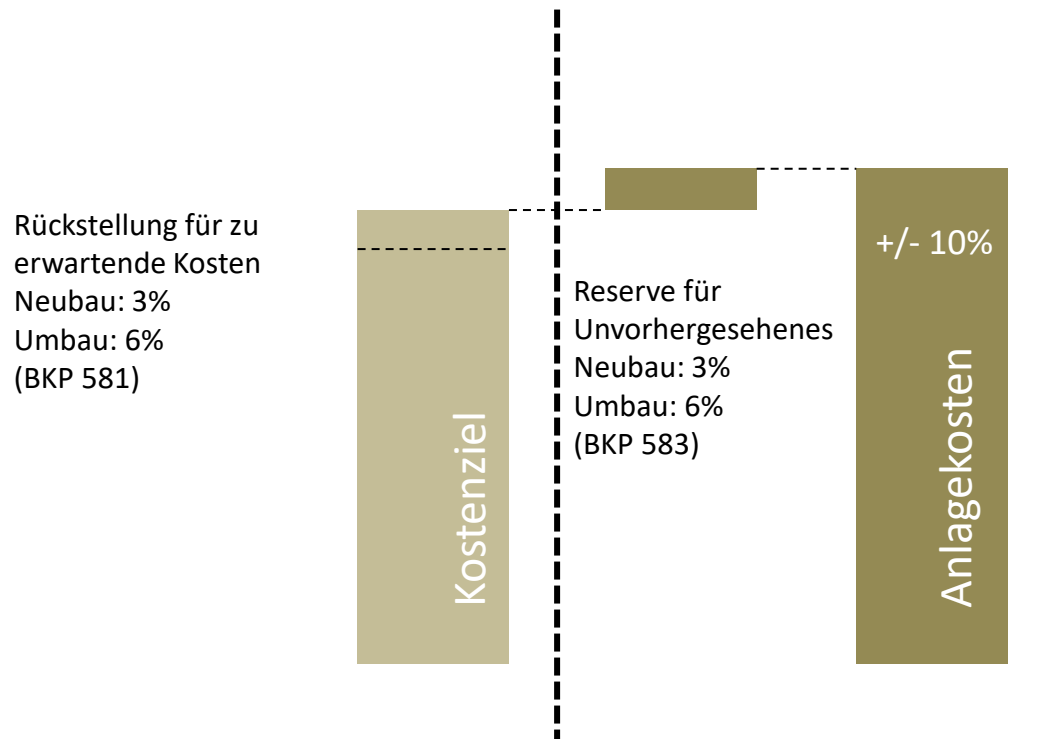 Rückstellung für zu
erwartende Kosten
Neubau: 3%
Umbau: 6%
(BKP 581)
Kostenziel
Reserve für
Unvorhergesehenes
Neubau: 3%
Umbau: 6%
(BKP 583)
+/- 10%
Anlagekosten